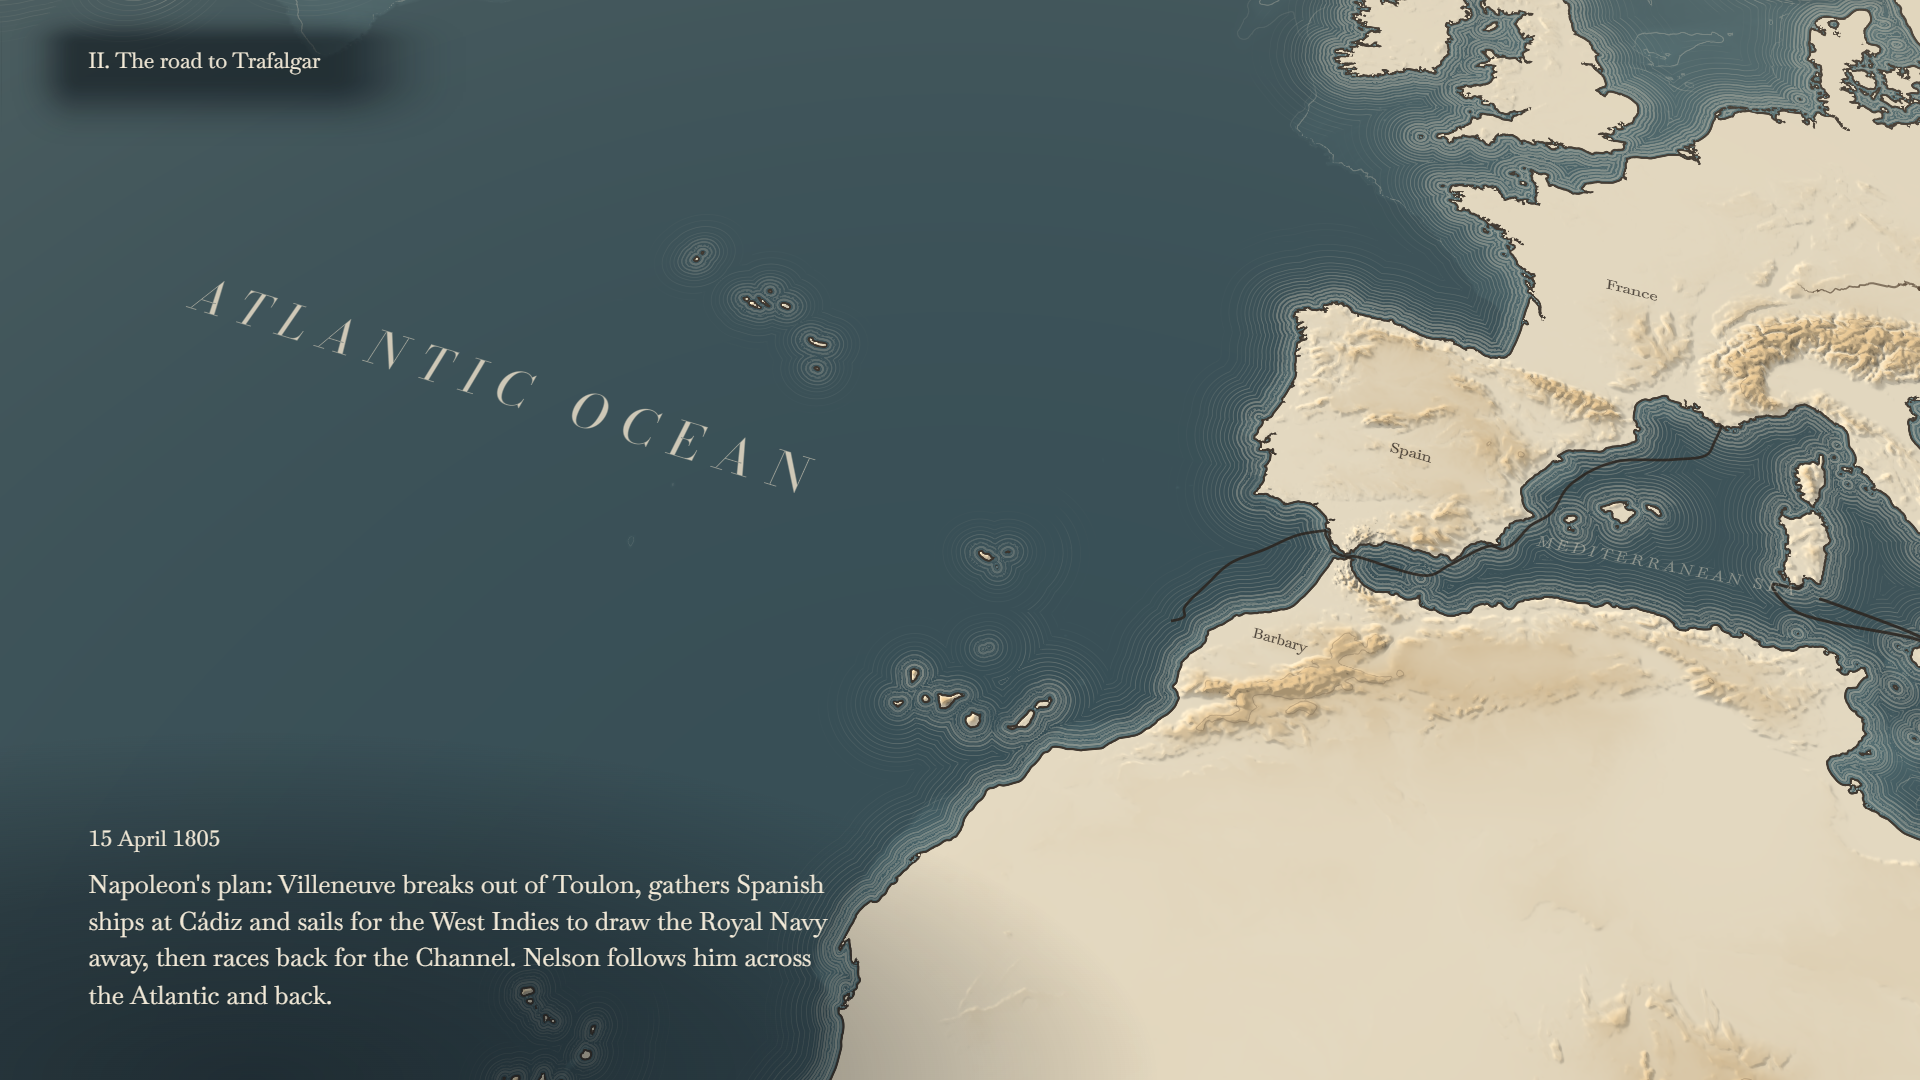 II. The road to Trafalgar
ATLANTIC OCEAN
France
Spain
MEDITERRANEAN SEA
Barbary
15 April 1805
Napoleon's plan: Villeneuve breaks out of Toulon, gathers Spanish
ships at Cádiz and sails for the West Indies to draw the Royal Navy
away, then races back for the Channel. Nelson follows him across
the Atlantic and back.